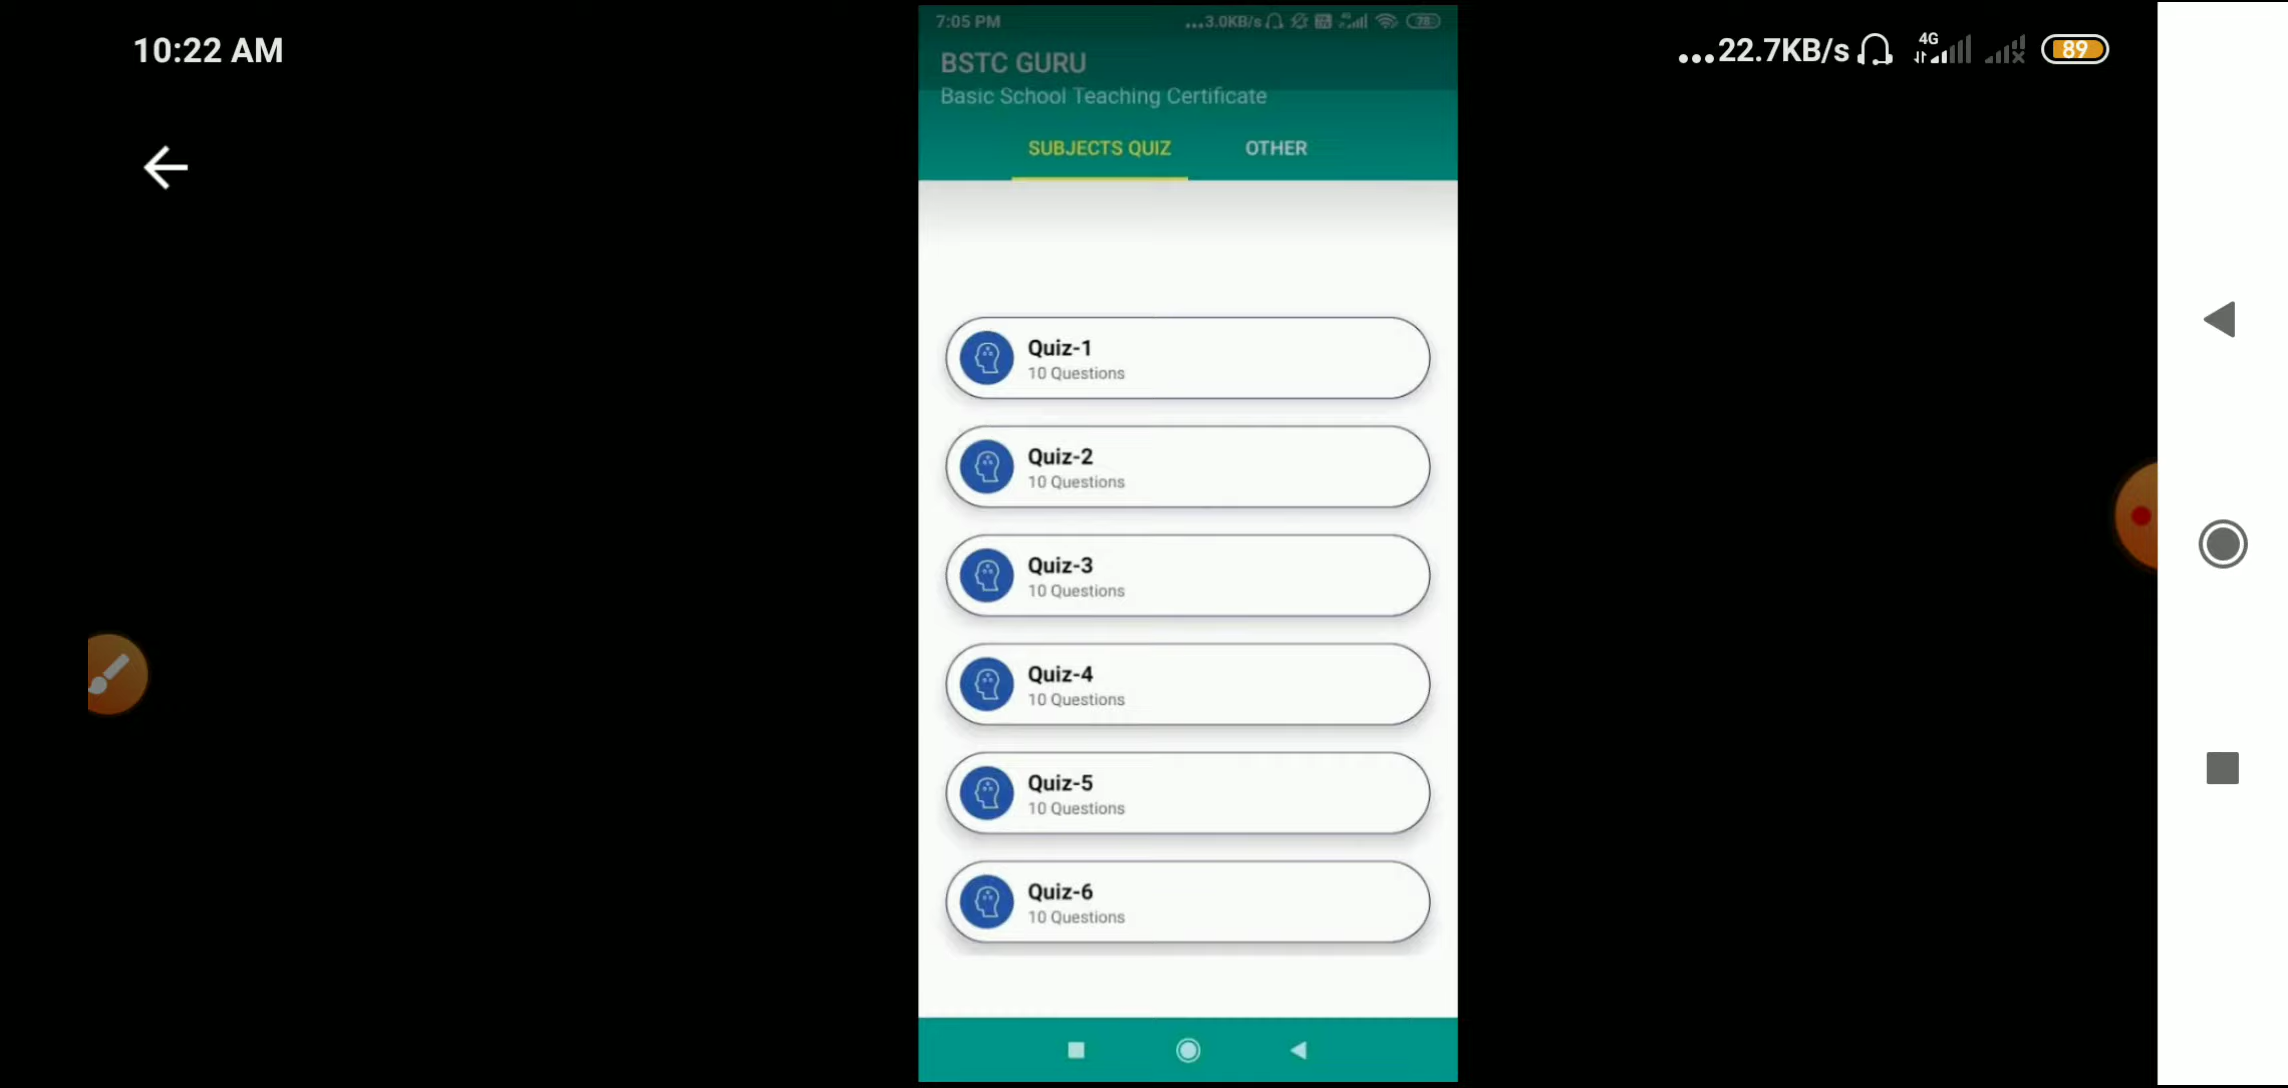 10:22 AM
...22.7KB/s 4G 89
7:05 PM
...3.0KB/s 4G 78
BSTC GURU
Basic School Teaching Certificate
SUBJECTS QUIZ OTHER
Quiz-1
10 Questions
Quiz-2
10 Questions
Quiz-3
10 Questions
Quiz-4
10 Questions
Quiz-5
10 Questions
Quiz-6
10 Questions